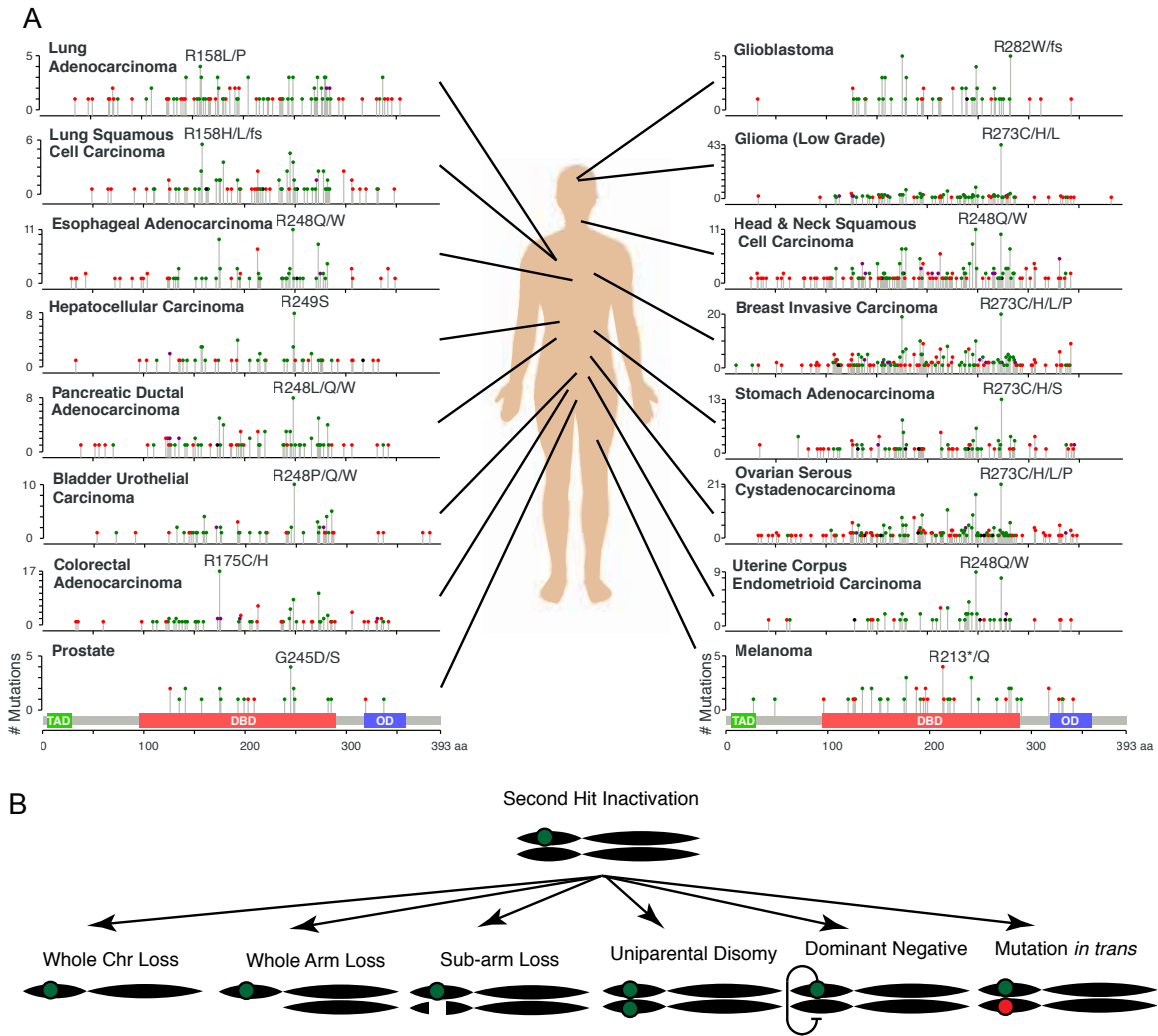 A
Lung
Adenocarcinoma
R158L/P
5
0
Lung Squamous
Cell Carcinoma
R158H/L/fs
6
0
Esophageal Adenocarcinoma
R248Q/W
11
0
Hepatocellular Carcinoma
R249S
8
0
Pancreatic Ductal
Adenocarcinoma
R248L/Q/W
8
0
Bladder Urothelial
Carcinoma
R248P/Q/W
10
0
Colorectal
Adenocarcinoma
R175C/H
17
0
Prostate
G245D/S
# Mutations
5
0
TAD DBD OD
0 100 200 300 393 aa
Glioblastoma
R282W/fs
5
0
Glioma (Low Grade)
R273C/H/L
43
0
Head & Neck Squamous
Cell Carcinoma
R248Q/W
11
0
Breast Invasive Carcinoma
R273C/H/L/P
20
0
Stomach Adenocarcinoma
R273C/H/S
13
0
Ovarian Serous
Cystadenocarcinoma
R273C/H/L/P
21
0
Uterine Corpus
Endometrioid Carcinoma
R248Q/W
9
0
Melanoma
R213*/Q
# Mutations
5
0
TAD DBD OD
0 100 200 300 393 aa
B
Second Hit Inactivation
Whole Chr Loss
Whole Arm Loss
Sub-arm Loss
Uniparental Disomy
Dominant Negative
Mutation in trans